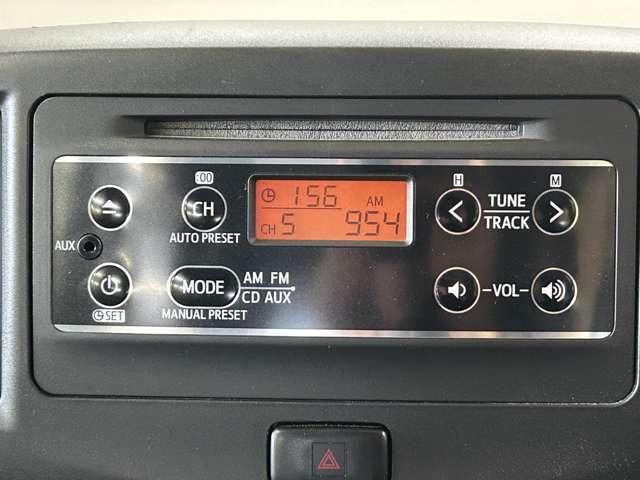 :00
156 AM
CH 5 954
CH
AUTO PRESET
AUX
MODE
AM FM
CD AUX
MANUAL PRESET
SET
H
M
TUNE
TRACK
VOL